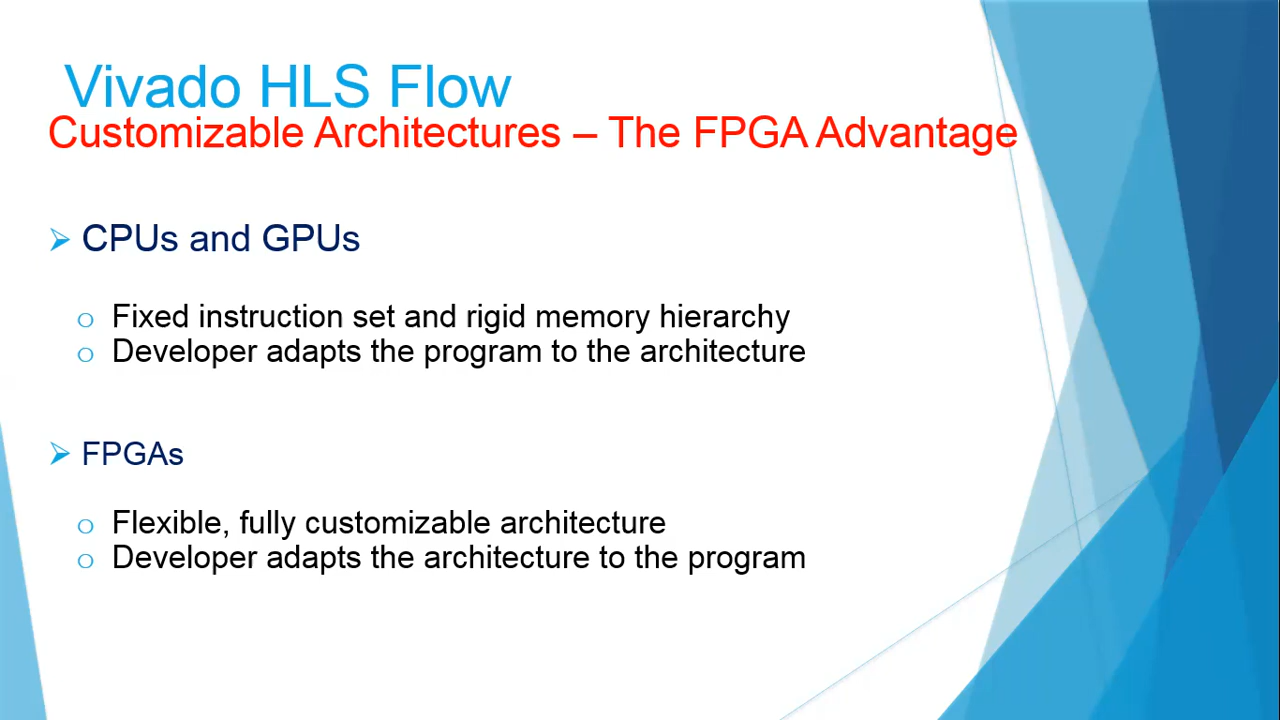 Vivado HLS Flow
Customizable Architectures – The FPGA Advantage
CPUs and GPUs
Fixed instruction set and rigid memory hierarchy
Developer adapts the program to the architecture
FPGAs
Flexible, fully customizable architecture
Developer adapts the architecture to the program